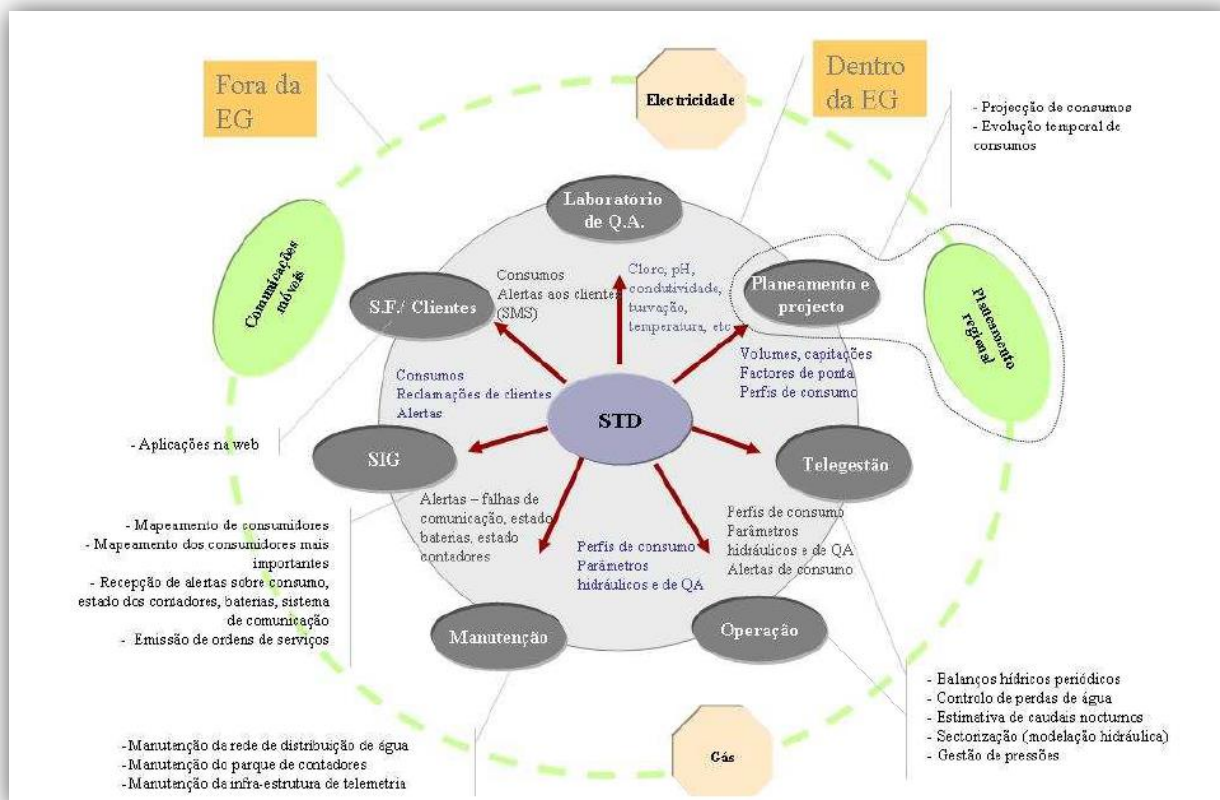 Fora da
EG
Electricidade
Dentro
da EG
- Projecção de consumos
- Evolução temporal de
consumos
Laboratório
de Q.A.
Comunicações
móveis
S.F./ Clientes
Consumos
Alertas aos clientes
(SMS)
Cloro, pH,
condutividade,
turvação,
temperatura, etc
Planeamento e
projecto
Planeamento
regional
Consumos
Reclamações de clientes
Alertas
Volumes, capitações
Factores de ponta
Perfis de consumo
STD
- Aplicações na web
SIG
Telegestão
Alertas – falhas de
comunicação, estado
baterias, estado
contadores
Perfis de consumo
Parâmetros
hidráulicos e de QA
Perfis de consumo
Parâmetros
hidráulicos e de QA
Alertas de consumo
- Mapeamento de consumidores
- Mapeamento dos consumidores mais
importantes
- Recepção de alertas sobre consumo,
estado dos contadores, baterias, sistema
de comunicação
- Emissão de ordens de serviços
Manutenção
Operação
- Balanços hídricos periódicos
- Controlo de perdas de água
- Estimativa de caudais nocturnos
- Sectorização (modelação hidráulica)
- Gestão de pressões
- Manutenção da rede de distribuição de água
- Manutenção do parque de contadores
- Manutenção da infra-estrutura de telemetria
Gás